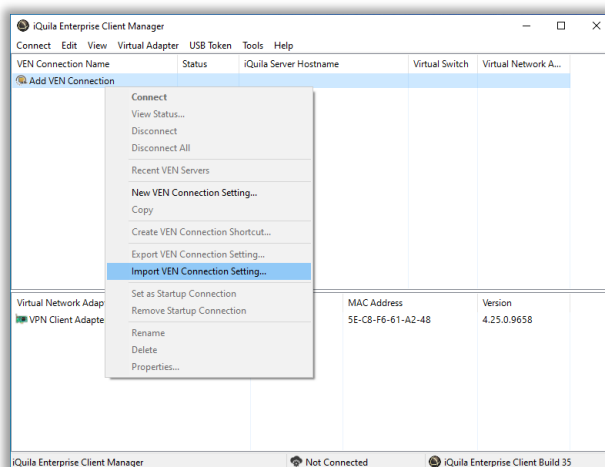 iQuila Enterprise Client Manager
Connect Edit View Virtual Adapter USB Token Tools Help
VEN Connection Name Status iQuila Server Hostname Virtual Switch Virtual Network A...
Add VEN Connection
Connect
View Status...
Disconnect
Disconnect All
Recent VEN Servers
New VEN Connection Setting...
Copy
Create VEN Connection Shortcut...
Export VEN Connection Setting...
Import VEN Connection Setting...
Set as Startup Connection
Remove Startup Connection
Rename
Delete
Properties...
Virtual Network Adap MAC Address Version
VPN Client Adapte 5E-C8-F6-61-A2-48 4.25.0.9658
iQuila Enterprise Client Manager Not Connected iQuila Enterprise Client Build 35